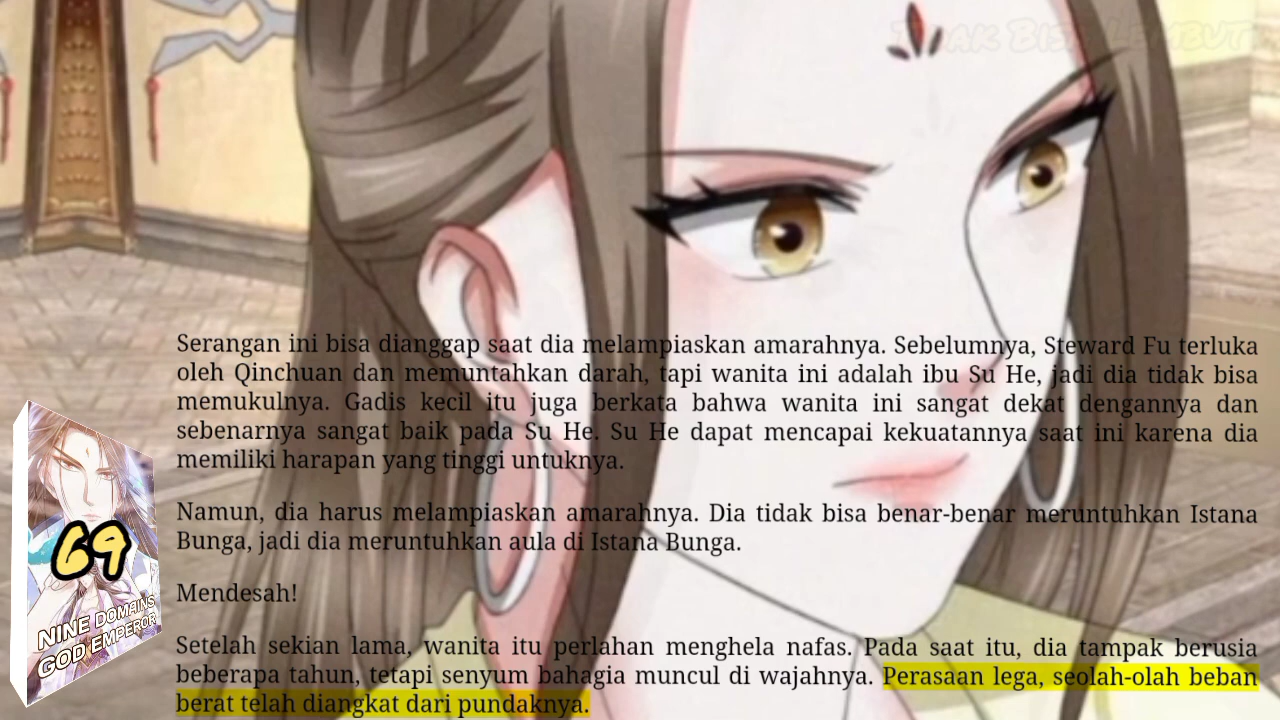 Serangan ini bisa dianggap saat dia melampiaskan amarahnya. Sebelumnya, Steward Fu terluka
oleh Qinchuan dan memuntahkan darah, tapi wanita ini adalah ibu Su He, jadi dia tidak bisa
memukulnya. Gadis kecil itu juga berkata bahwa wanita ini sangat dekat dengannya dan
sebenarnya sangat baik pada Su He. Su He dapat mencapai kekuatannya saat ini karena dia
memiliki harapan yang tinggi untuknya.
Namun, dia harus melampiaskan amarahnya. Dia tidak bisa benar-benar meruntuhkan Istana
Bunga, jadi dia meruntuhkan aula di Istana Bunga.
Mendesah!
Setelah sekian lama, wanita itu perlahan menghela nafas. Pada saat itu, dia tampak berusia
beberapa tahun, tetapi senyum bahagia muncul di wajahnya. Perasaan lega, seolah-olah beban
berat telah diangkat dari pundaknya.
69
NINE DOMAINS
GOD EMPEROR